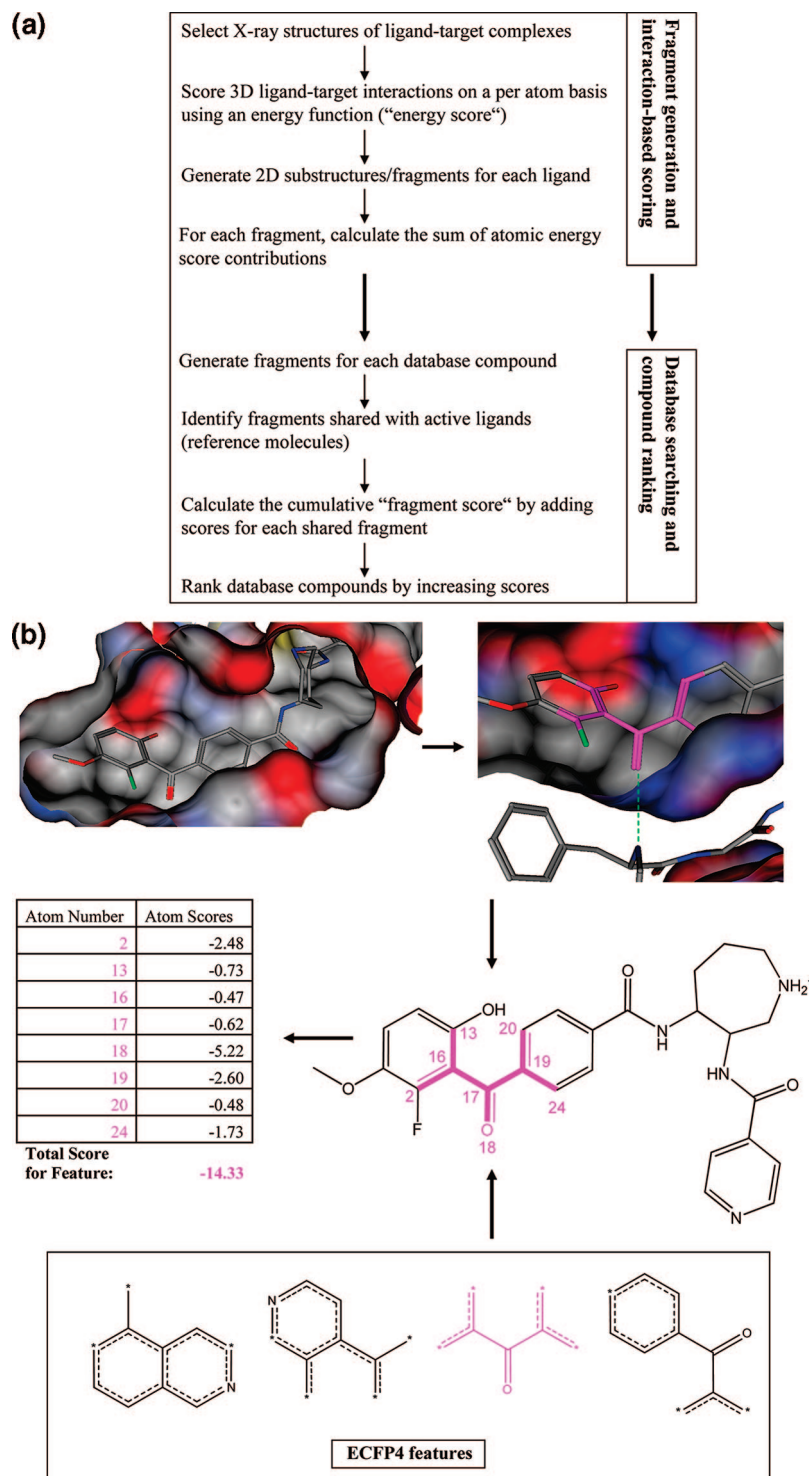 (a)
Select X-ray structures of ligand-target complexes
Score 3D ligand-target interactions on a per atom basis
using an energy function (“energy score“)
Generate 2D substructures/fragments for each ligand
For each fragment, calculate the sum of atomic energy
score contributions
Fragment generation and
interaction-based scoring
Generate fragments for each database compound
Identify fragments shared with active ligands
(reference molecules)
Calculate the cumulative “fragment score“ by adding
scores for each shared fragment
Rank database compounds by increasing scores
Database searching and
compound ranking
(b)
Atom Number Atom Scores
2 -2.48
13 -0.73
16 -0.47
17 -0.62
18 -5.22
19 -2.60
20 -0.48
24 -1.73
Total Score
for Feature: -14.33
O
NH2+
OH
20
N
H
13
16
19
HN
O
2
17
24
O
F
O
18
N
*
*
*
N
N
*
*
*
*
*
*
*
*
O
*
O
*
*
ECFP4 features